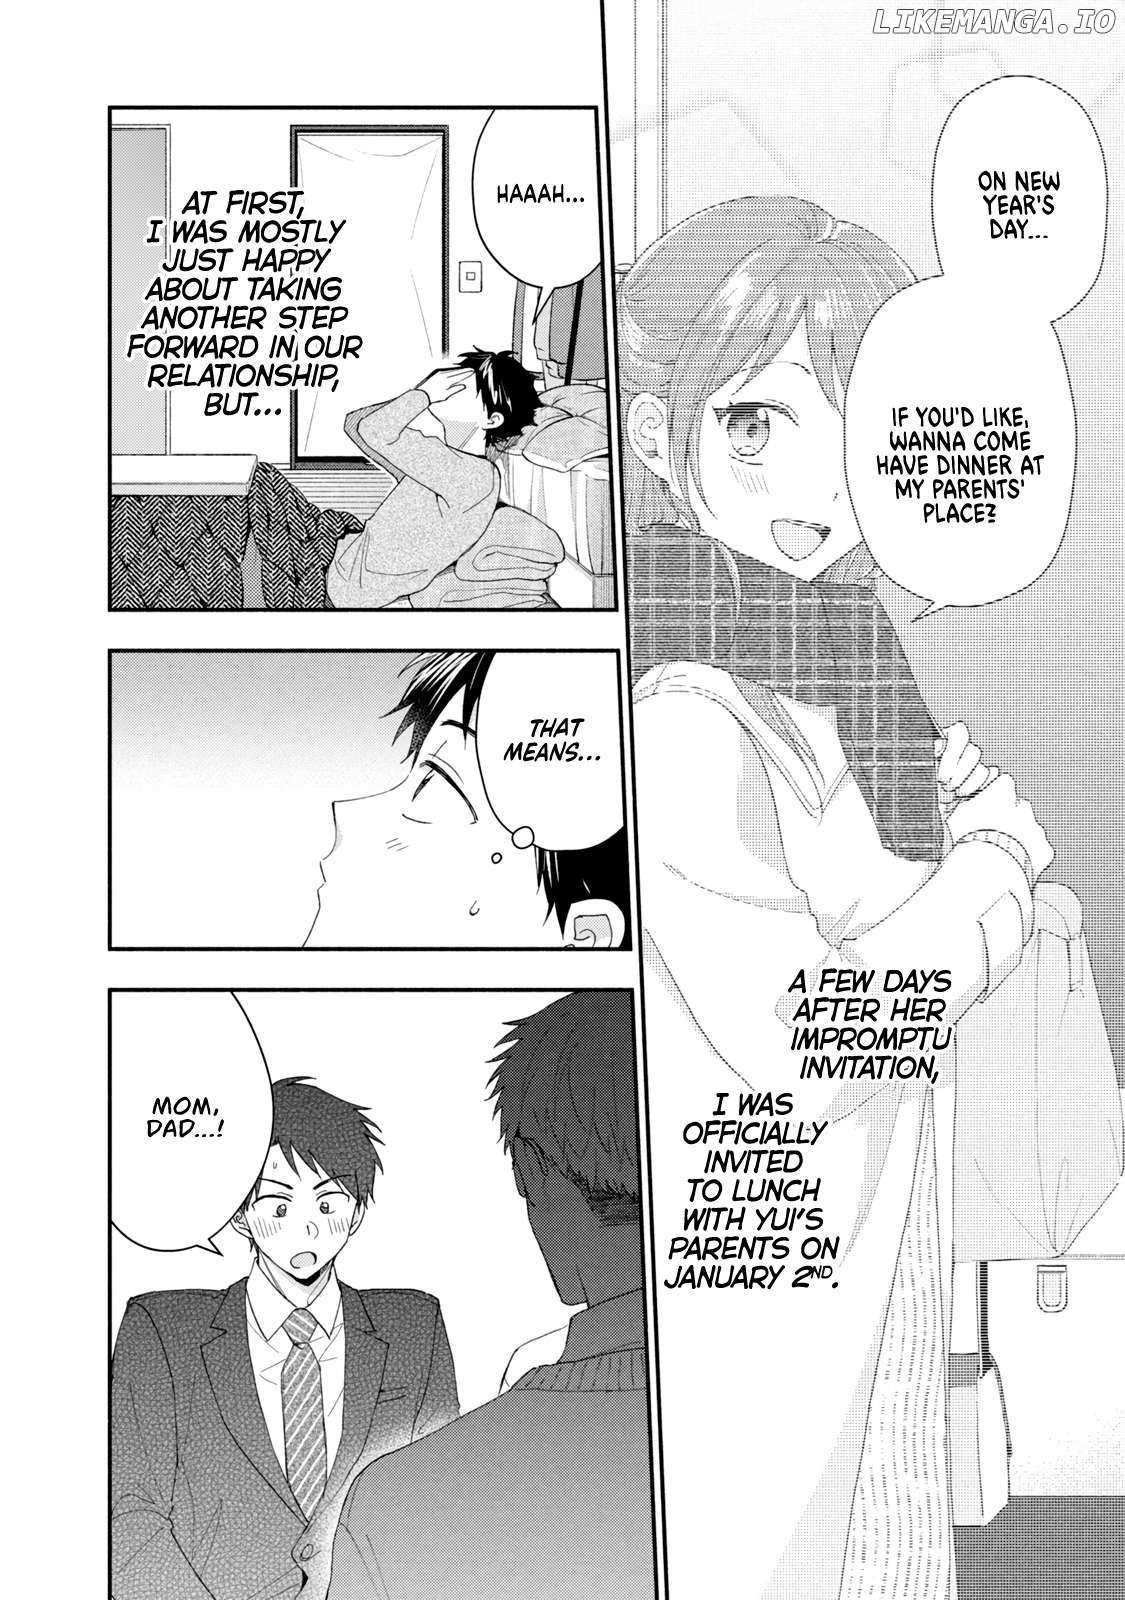 LIKEMANGA.IO
ON NEW
YEAR'S
DAY...
IF YOU'D LIKE,
WANNA COME
HAVE DINNER AT
MY PARENTS'
PLACE?
A FEW DAYS
AFTER HER
IMPROMPTU
INVITATION,
I WAS
OFFICIALLY
INVITED
TO LUNCH
WITH YUI'S
PARENTS ON
JANUARY 2ND.
HAAAH...
AT FIRST,
I WAS MOSTLY
JUST HAPPY
ABOUT TAKING
ANOTHER STEP
FORWARD IN OUR
RELATIONSHIP,
BUT...
THAT
MEANS...
MOM,
DAD...!